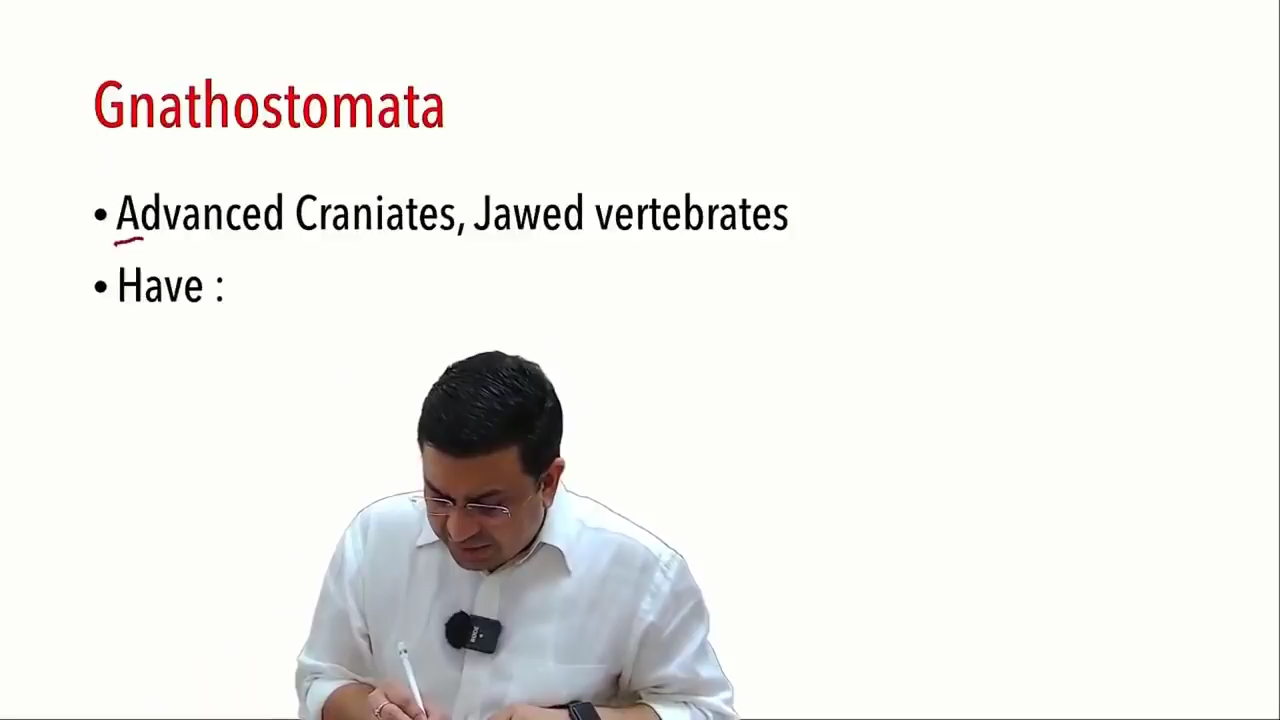 Gnathostomata
• Advanced Craniates, Jawed vertebrates
• Have :